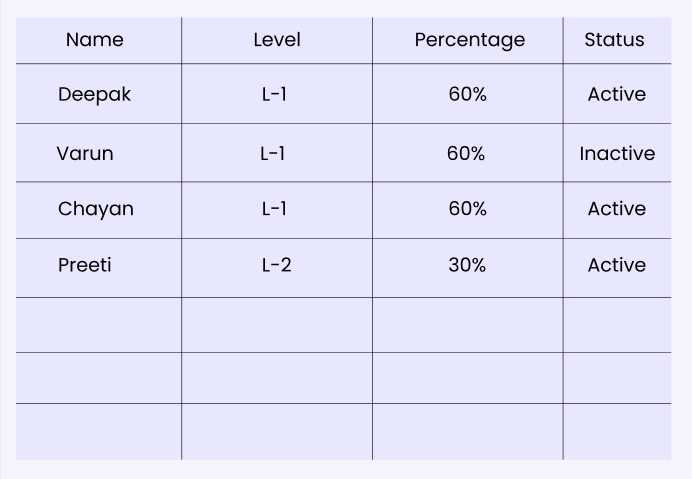 Name Level Percentage Status
Deepak L-1 60% Active
Varun L-1 60% Inactive
Chayan L-1 60% Active
Preeti L-2 30% Active